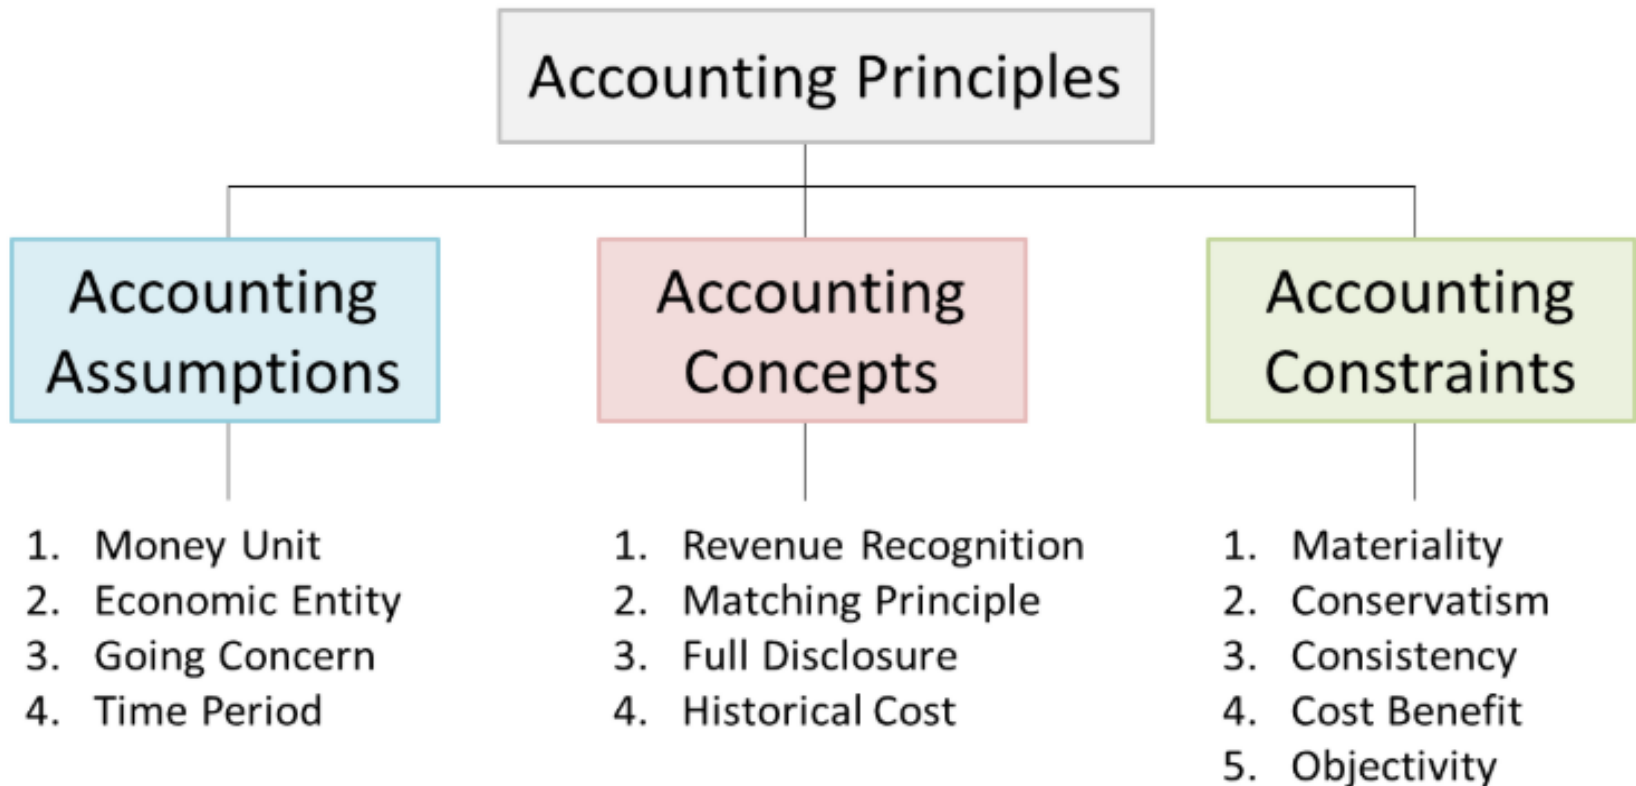 Accounting Principles
Accounting
Assumptions
1. Money Unit
2. Economic Entity
3. Going Concern
4. Time Period
Accounting
Concepts
1. Revenue Recognition
2. Matching Principle
3. Full Disclosure
4. Historical Cost
Accounting
Constraints
1. Materiality
2. Conservatism
3. Consistency
4. Cost Benefit
5. Objectivity